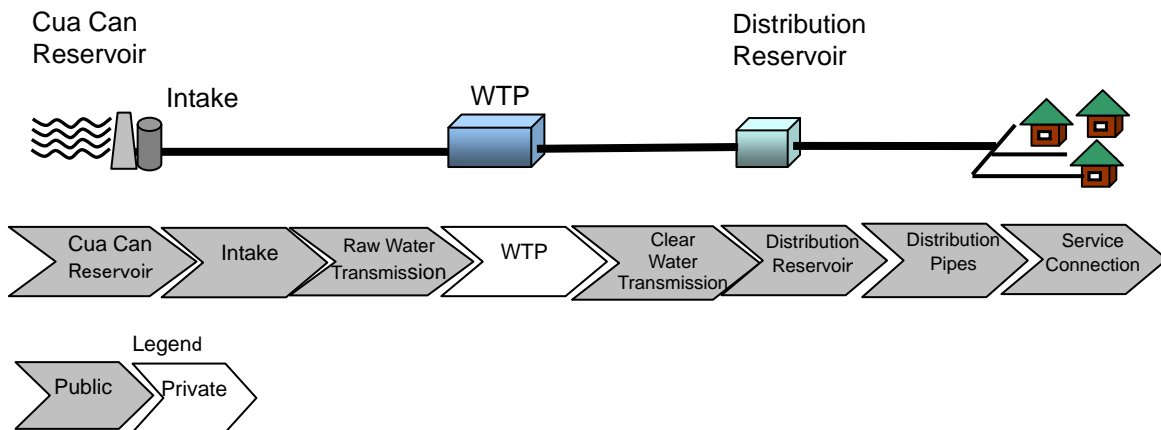 Cua Can
Reservoir
Distribution
Reservoir
Intake
WTP
Cua Can
Reservoir
Intake
Raw Water
Transmission
WTP
Clear
Water
Transmission
Distribution
Reservoir
Distribution
Pipes
Service
Connection
Legend
Public
Private